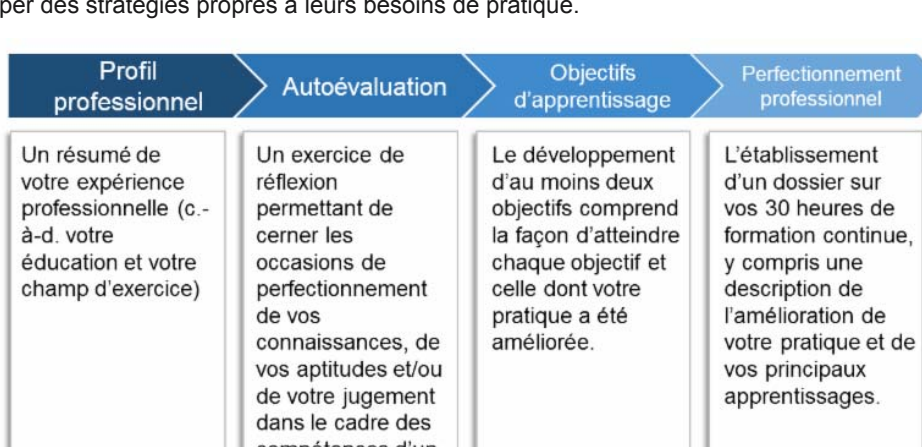 per des stratégies propres à leurs besoins de pratique.
Profil
professionnel
Autoévaluation
Objectifs
d'apprentissage
Perfectionnement
professionnel
Un résumé de
votre expérience
professionnelle (c.-
à-d. votre
éducation et votre
champ d'exercice)
Un exercice de
réflexion
permettant de
cerner les
occasions de
perfectionnement
de vos
connaissances, de
vos aptitudes et/ou
de votre jugement
dans le cadre des
compétences d'un
Le développement
d'au moins deux
objectifs comprend
la façon d'atteindre
chaque objectif et
celle dont votre
pratique a été
améliorée.
L'établissement
d'un dossier sur
vos 30 heures de
formation continue,
y compris une
description de
l'amélioration de
votre pratique et de
vos principaux
apprentissages.